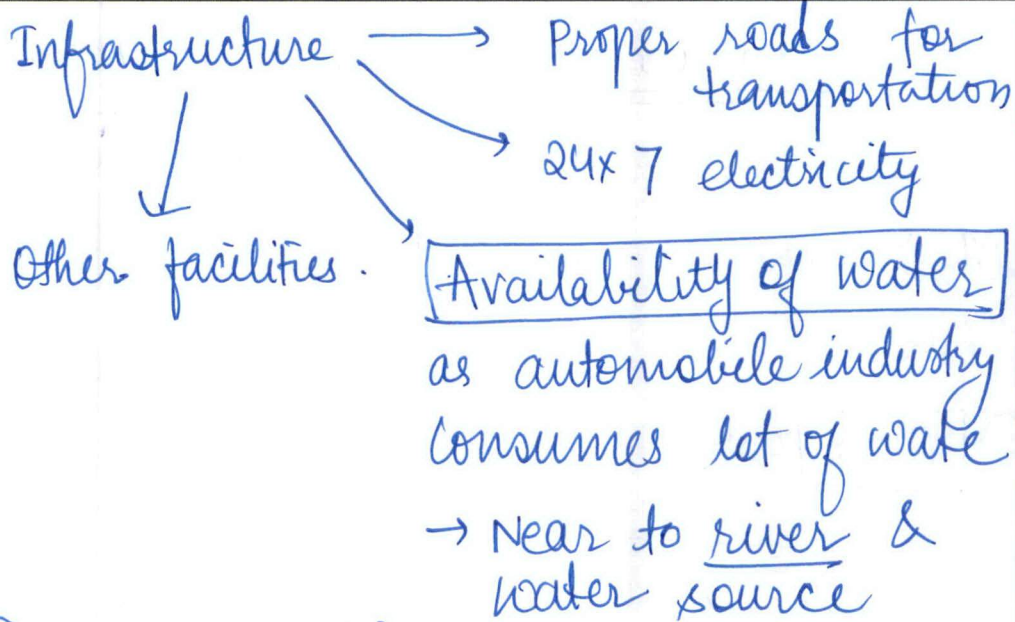 Infrastructure → Proper roads for
transportation
24x7 electricity
Other facilities.
Availability of water
as automobile industry
consumes lot of wate
→ Near to river &
water source